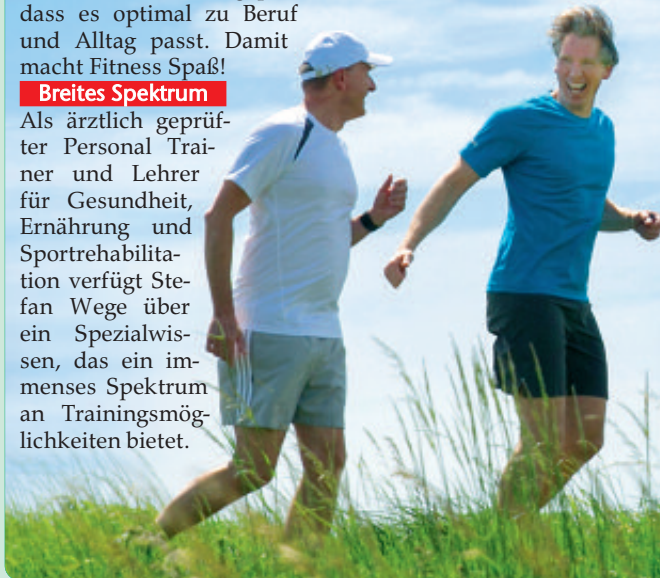 dass es optimal zu Beruf
und Alltag passt. Damit
macht Fitness Spaß!
Breites Spektrum
Als ärztlich geprüf-
ter Personal Trai-
ner und Lehrer
für Gesundheit,
Ernährung und
Sportrehabilita-
tion verfügt Ste-
fan Wege über
ein Spezialwis-
sen, das ein im-
menses Spektrum
an Trainingsmög-
lichkeiten bietet.